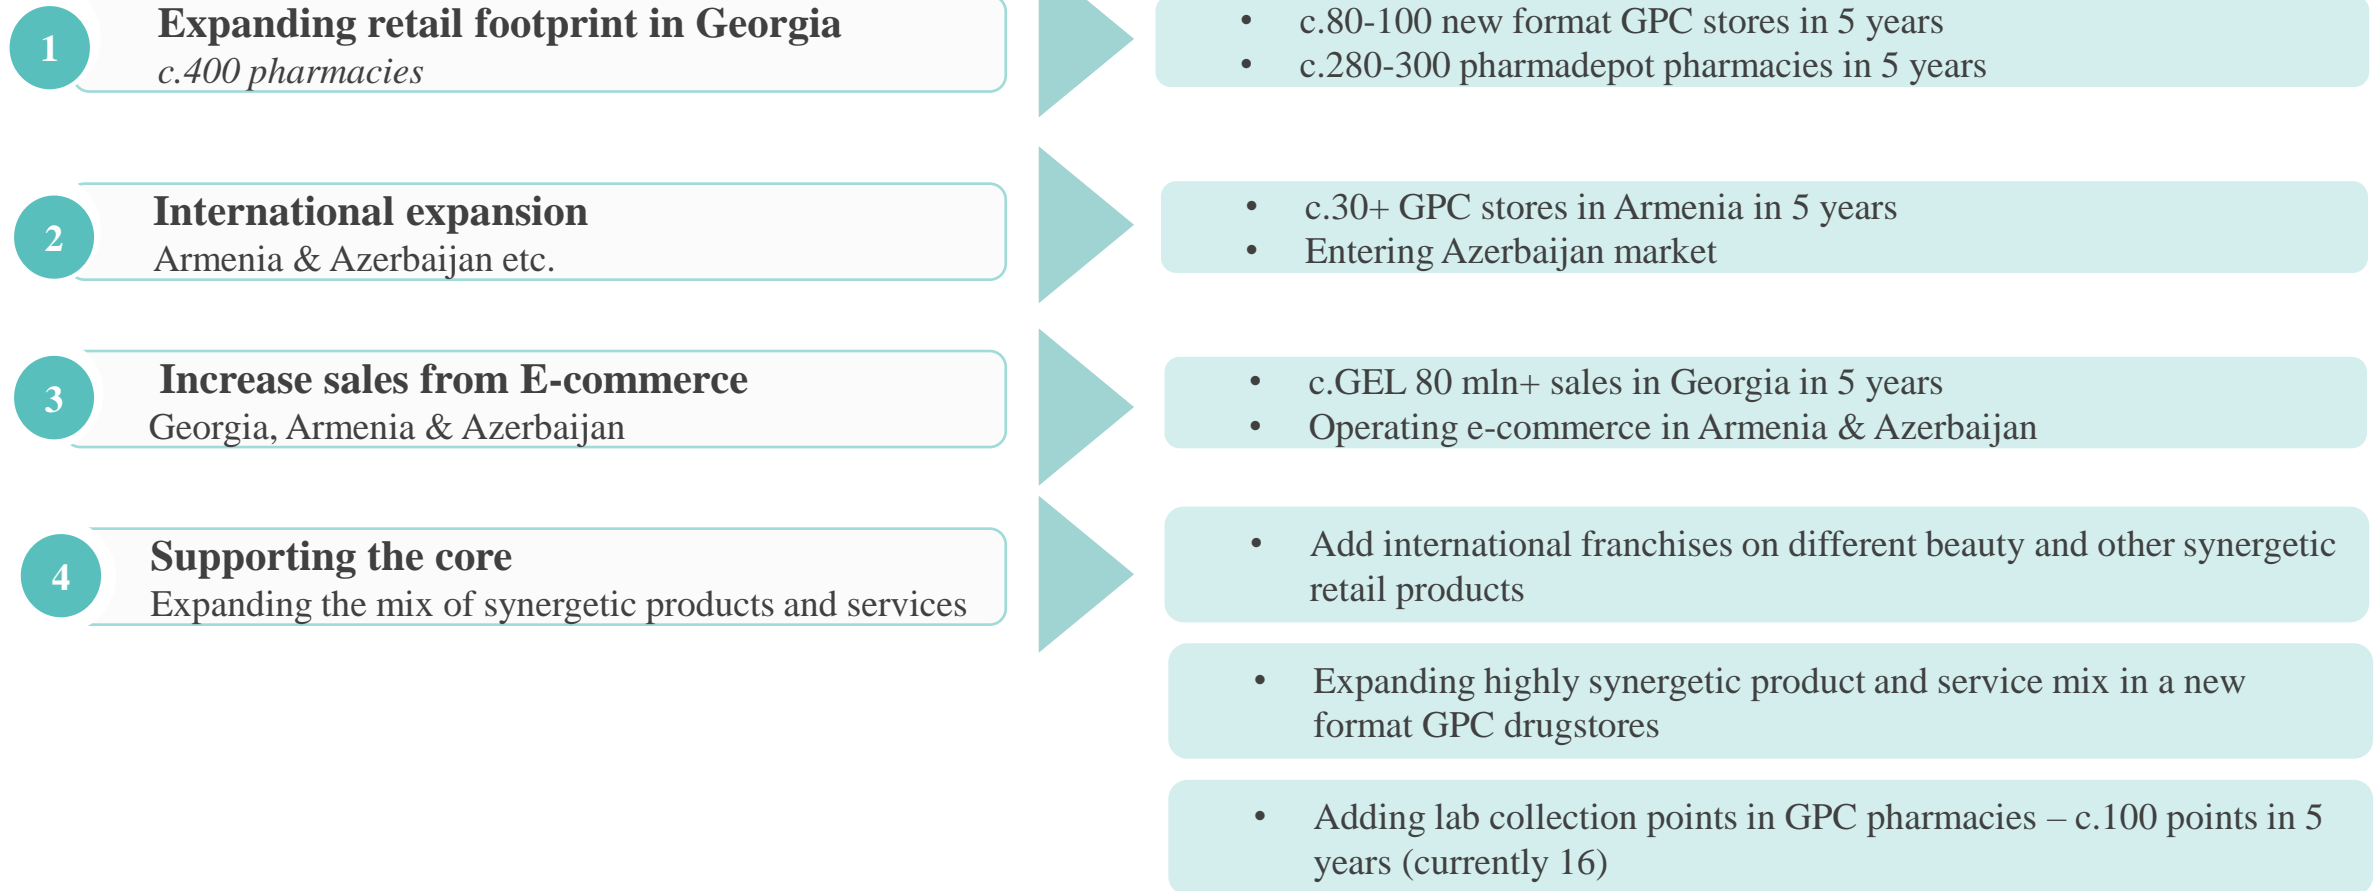 1
Expanding retail footprint in Georgia
c.400 pharmacies
• c.80-100 new format GPC stores in 5 years
• c.280-300 pharmadepot pharmacies in 5 years
2
International expansion
Armenia & Azerbaijan etc.
• c.30+ GPC stores in Armenia in 5 years
• Entering Azerbaijan market
3
Increase sales from E-commerce
Georgia, Armenia & Azerbaijan
• c.GEL 80 mln+ sales in Georgia in 5 years
• Operating e-commerce in Armenia & Azerbaijan
4
Supporting the core
Expanding the mix of synergetic products and services
• Add international franchises on different beauty and other synergetic
retail products
• Expanding highly synergetic product and service mix in a new
format GPC drugstores
• Adding lab collection points in GPC pharmacies – c.100 points in 5
years (currently 16)